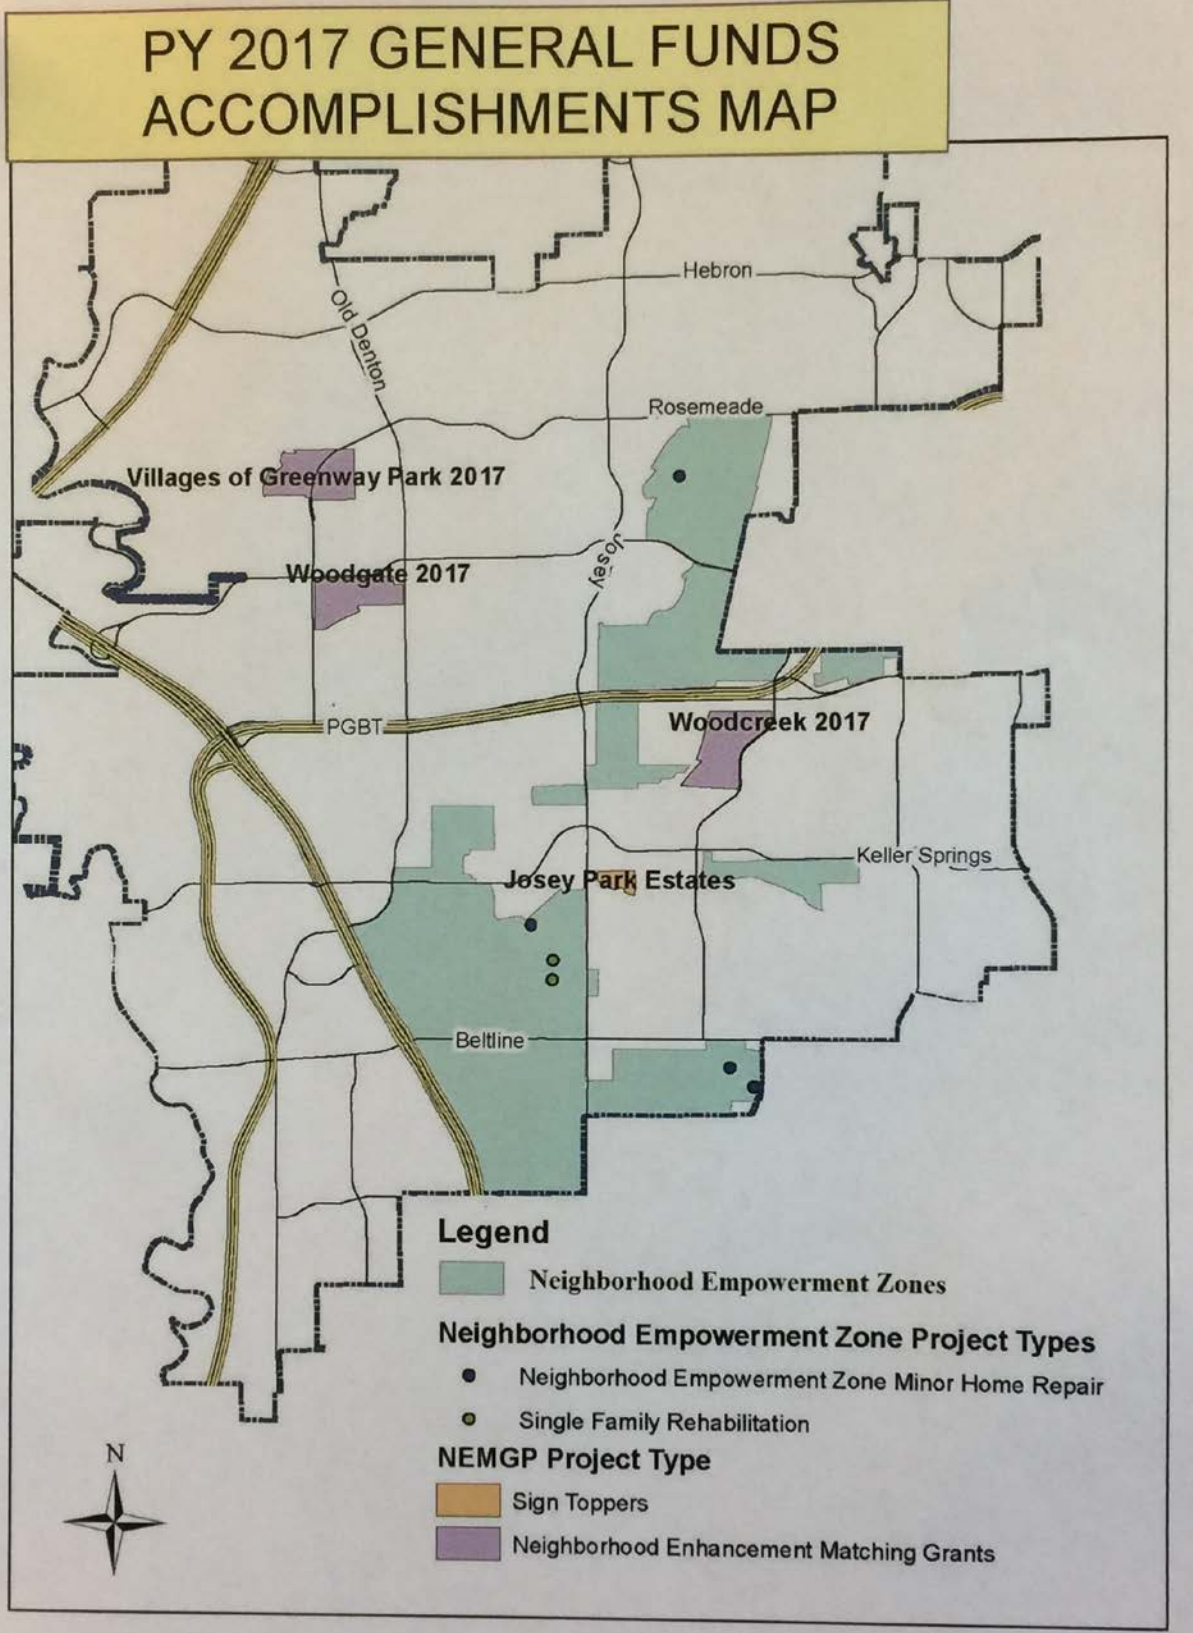 PY 2017 GENERAL FUNDS
ACCOMPLISHMENTS MAP
Hebron
Old Denton
Rosemeade
Villages of Greenway Park 2017
Josey
Woodgate 2017
PGBT
Woodcreek 2017
Keller Springs
Josey Park Estates
Beltline
Legend
Neighborhood Empowerment Zones
Neighborhood Empowerment Zone Project Types
Neighborhood Empowerment Zone Minor Home Repair
Single Family Rehabilitation
NEMGP Project Type
Sign Toppers
Neighborhood Enhancement Matching Grants
N